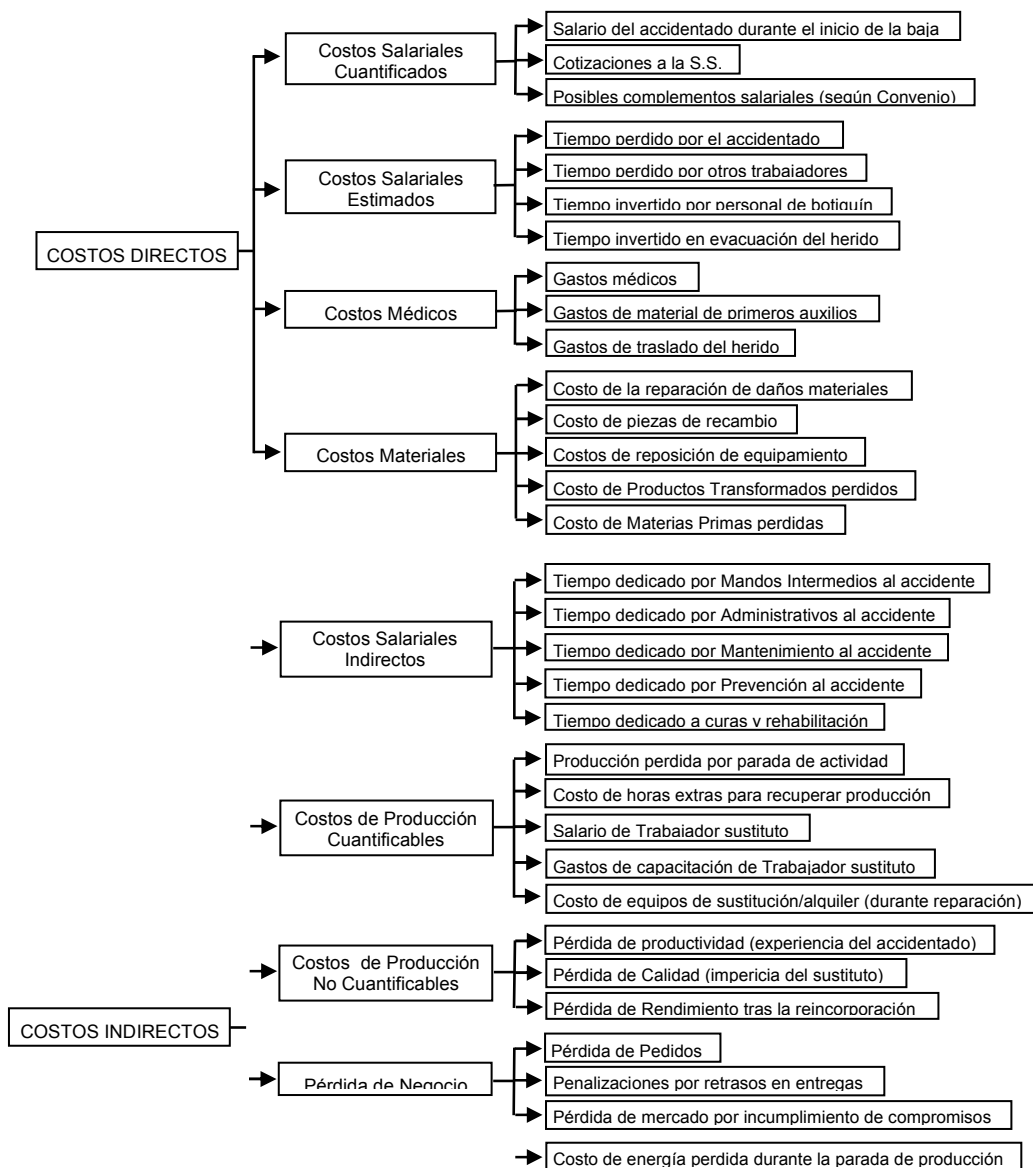 COSTOS DIRECTOS
Costos Salariales
Cuantificados
Salario del accidentado durante el inicio de la baja
Cotizaciones a la S.S.
Posibles complementos salariales (según Convenio)
Costos Salariales
Estimados
Tiempo perdido por el accidentado
Tiempo perdido por otros trabajadores
Tiempo invertido por personal de botiquín
Tiempo invertido en evacuación del herido
Costos Médicos
Gastos médicos
Gastos de material de primeros auxilios
Gastos de traslado del herido
Costos Materiales
Costo de la reparación de daños materiales
Costo de piezas de recambio
Costos de reposición de equipamiento
Costo de Productos Transformados perdidos
Costo de Materias Primas perdidas
COSTOS INDIRECTOS
Costos Salariales
Indirectos
Tiempo dedicado por Mandos Intermedios al accidente
Tiempo dedicado por Administrativos al accidente
Tiempo dedicado por Mantenimiento al accidente
Tiempo dedicado por Prevención al accidente
Tiempo dedicado a curas y rehabilitación
Costos de Producción
Cuantificables
Producción perdida por parada de actividad
Costo de horas extras para recuperar producción
Salario de Trabajador sustituto
Gastos de capacitación de Trabajador sustituto
Costo de equipos de sustitución/alquiler (durante reparación)
Costos de Producción
No Cuantificables
Pérdida de productividad (experiencia del accidentado)
Pérdida de Calidad (impericia del sustituto)
Pérdida de Rendimiento tras la reincorporación
Pérdida de Negocio
Pérdida de Pedidos
Penalizaciones por retrasos en entregas
Pérdida de mercado por incumplimiento de compromisos
Costo de energía perdida durante la parada de producción